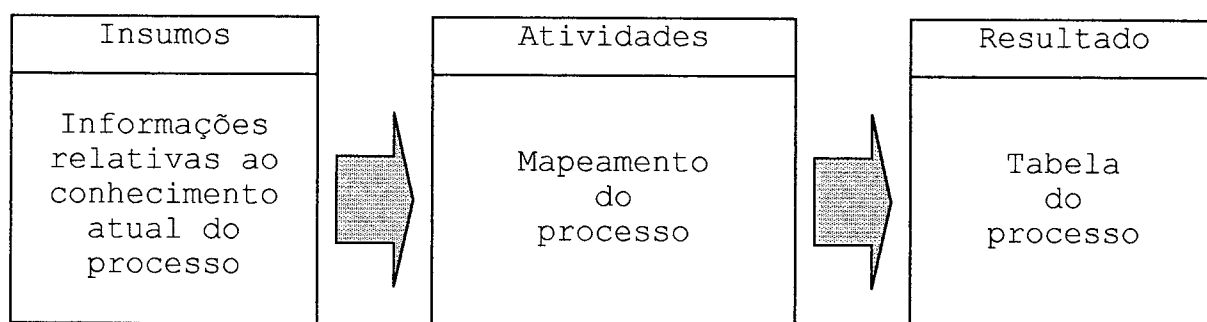 Insumos
Informações
relativas ao
conhecimento
atual do
processo
Atividades
Mapeamento
do
processo
Resultado
Tabela
do
processo